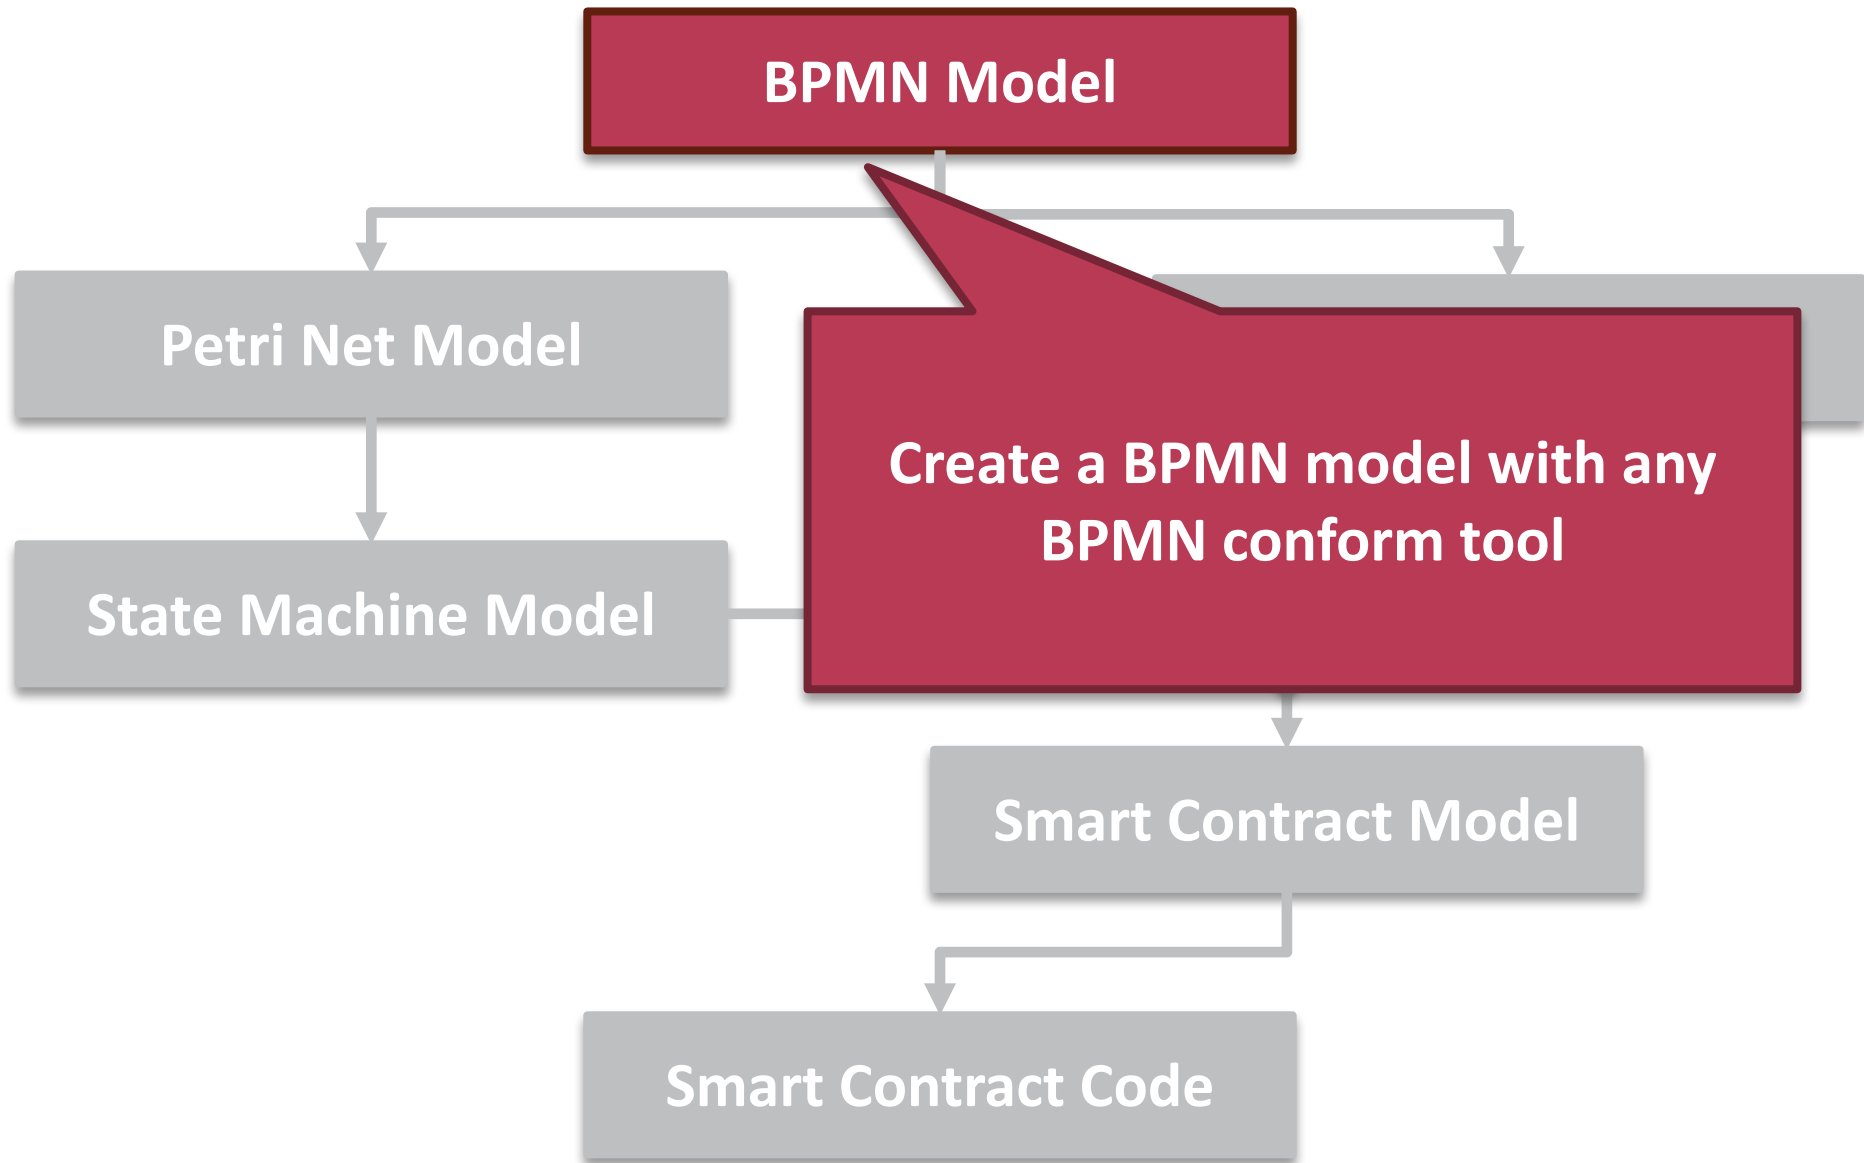 BPMN Model
Petri Net Model
Create a BPMN model with any
BPMN conform tool
State Machine Model
Smart Contract Model
Smart Contract Code